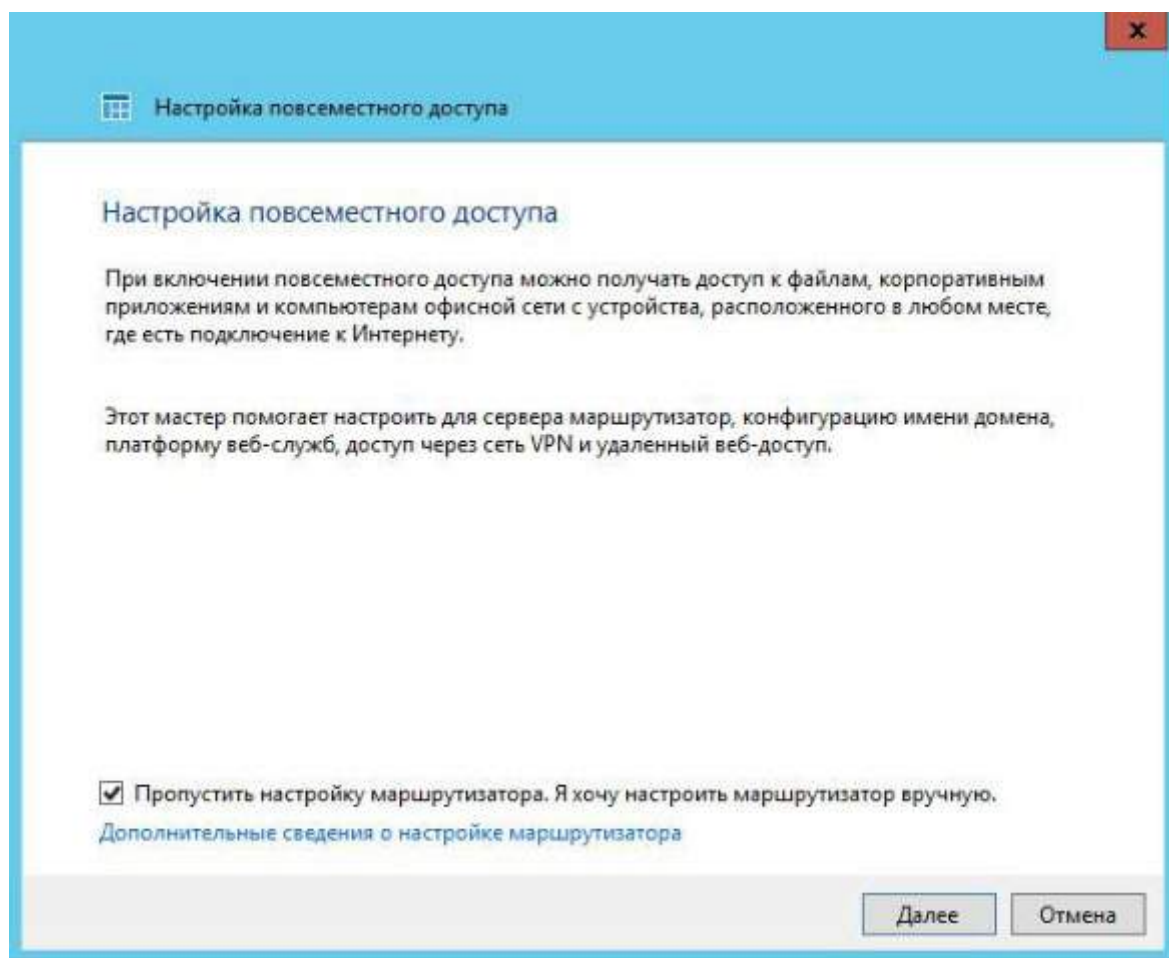 x
Настройка повсеместного доступа
Настройка повсеместного доступа
При включении повсеместного доступа можно получать доступ к файлам, корпоративным
приложениям и компьютерам офисной сети с устройства, расположенного в любом месте,
где есть подключение к Интернету.
Этот мастер помогает настроить для сервера маршрутизатор, конфигурацию имени домена,
платформу веб-служб, доступ через сеть VPN и удаленный веб-доступ.
Пропустить настройку маршрутизатора. Я хочу настроить маршрутизатор вручную.
Дополнительные сведения о настройке маршрутизатора
Далее Отмена